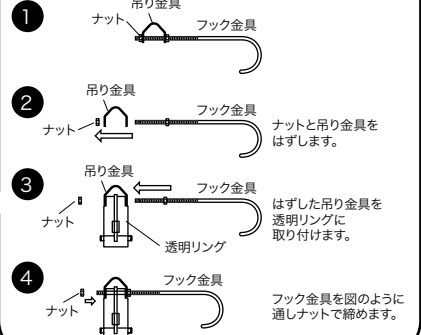 1
吊り金具
ナット
フック金具
2
吊り金具
フック金具
ナット
ナットと吊り金具を
はずします。
3
吊り金具
フック金具
ナット
透明リング
はずした吊り金具を
透明リングに
取り付けます。
4
フック金具
ナット
フック金具を図のように
通しナットで締めます。